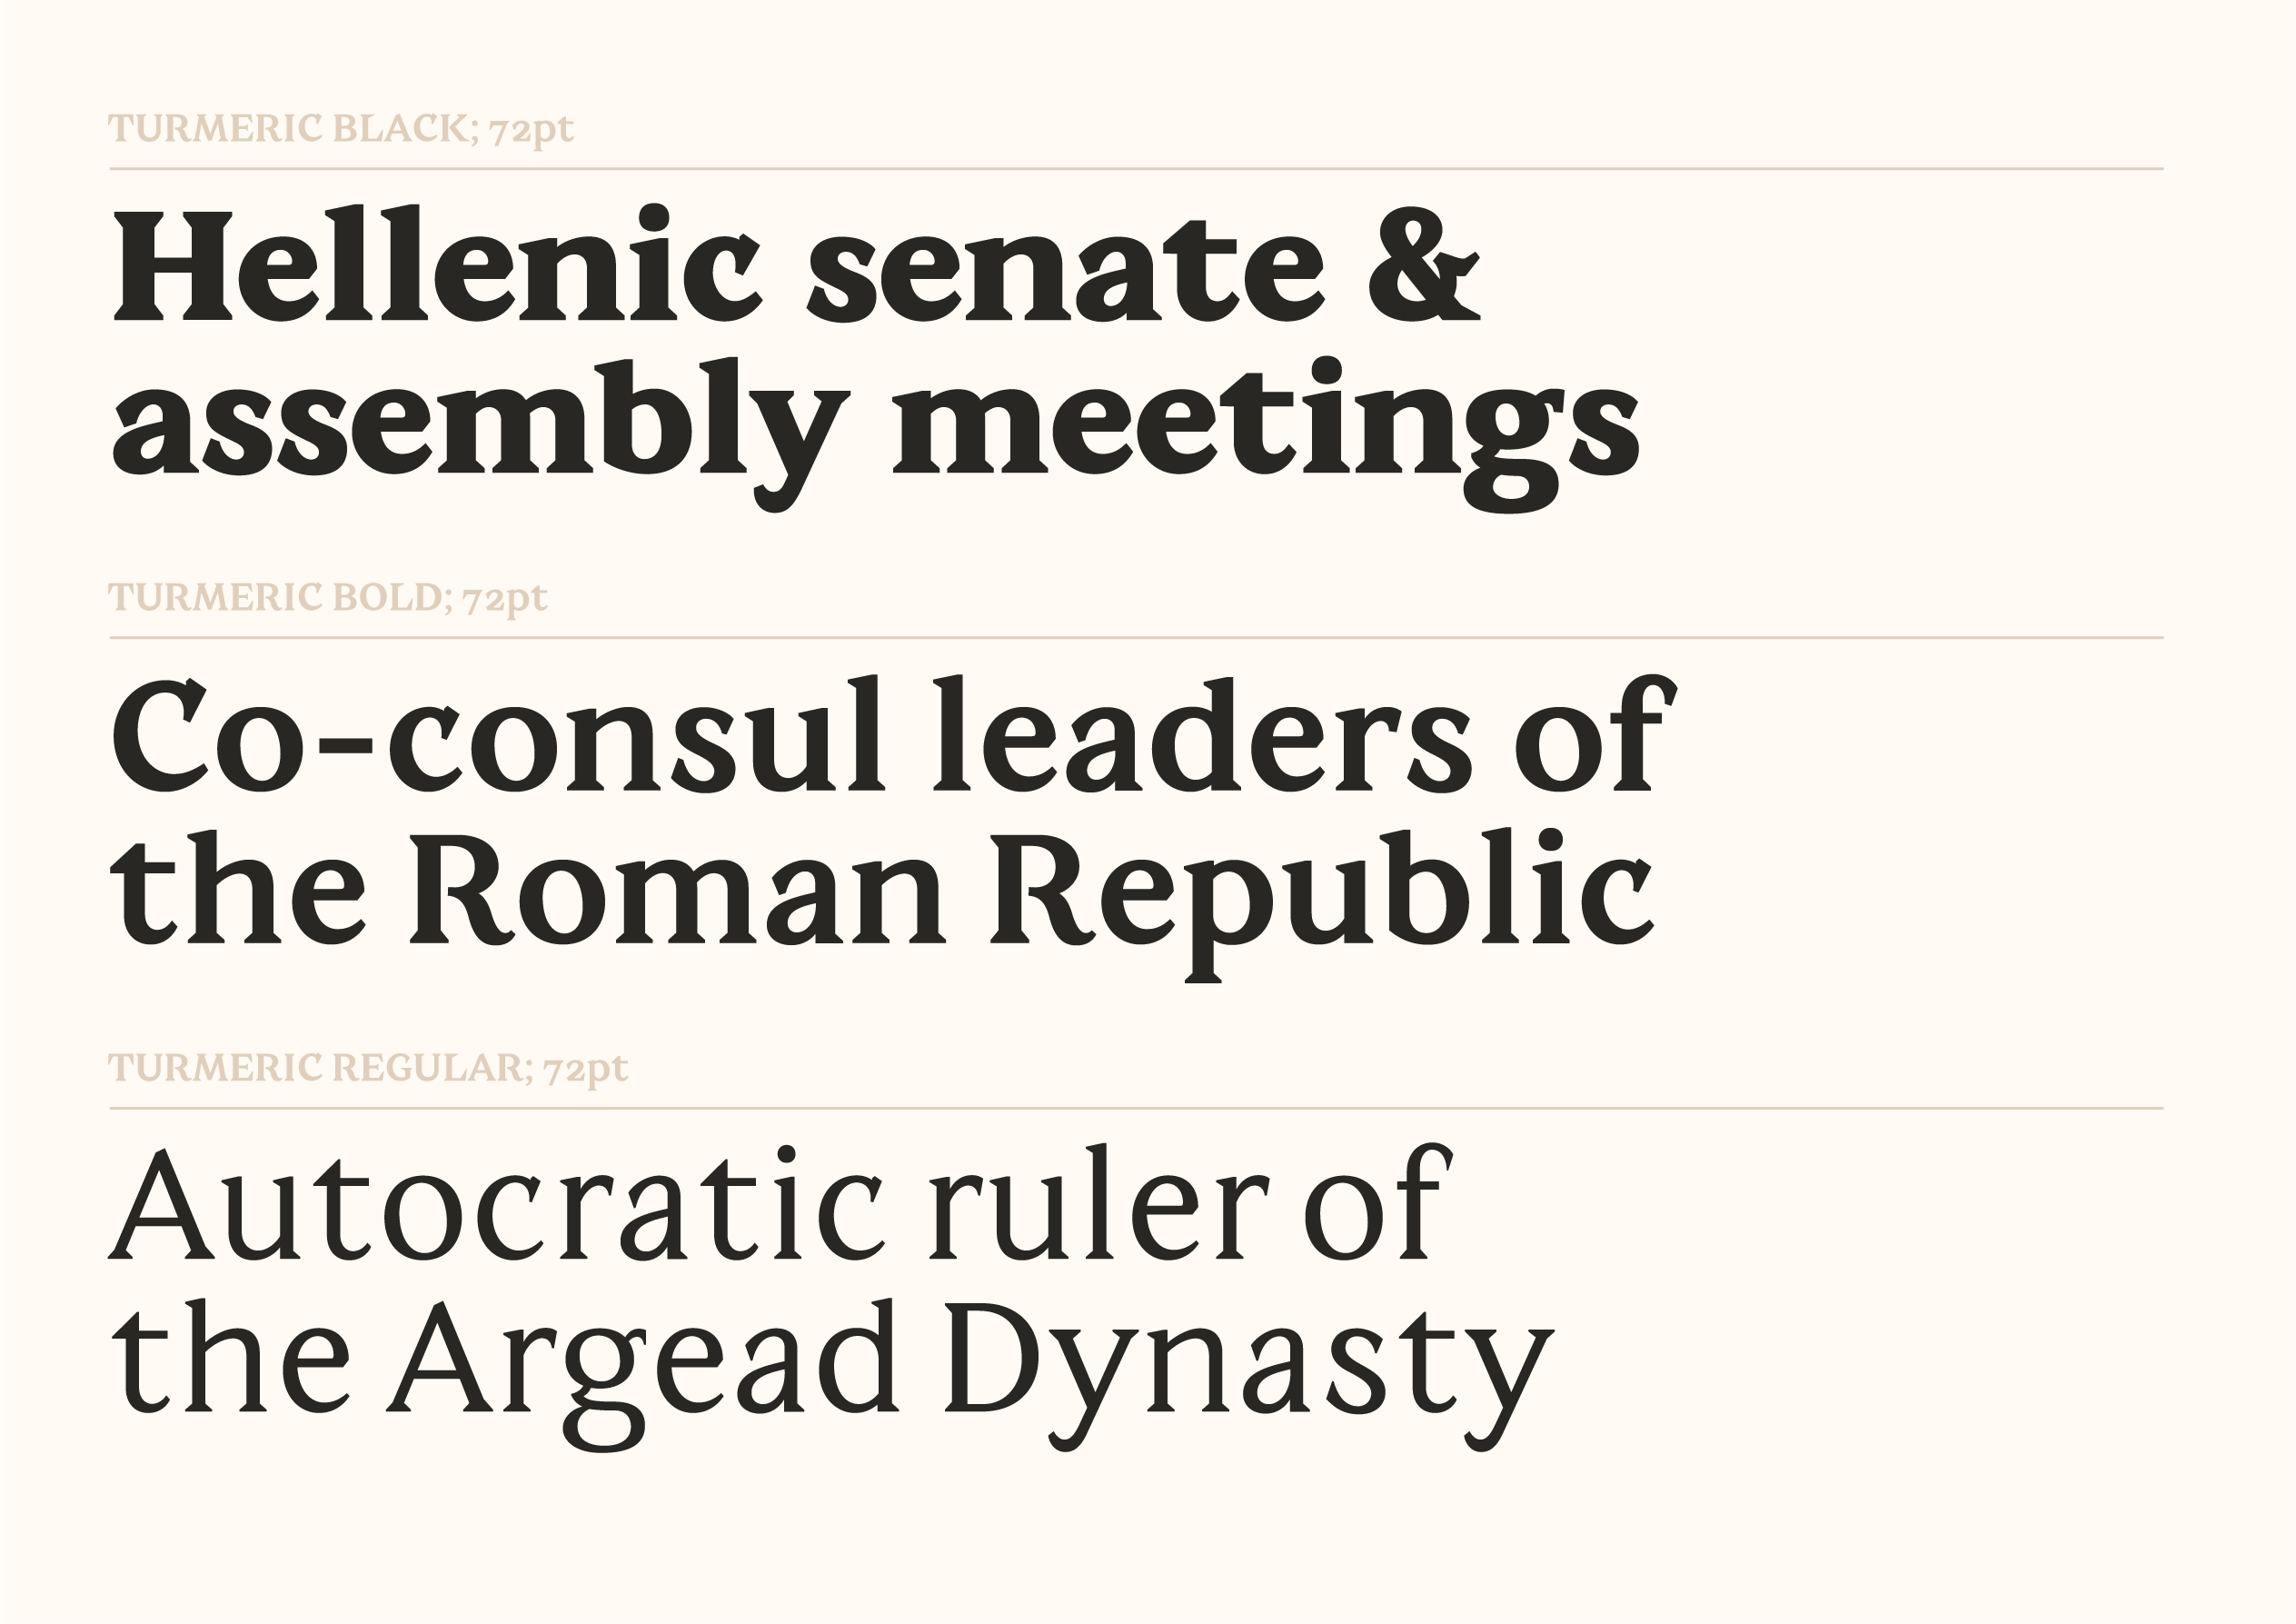 TURMERIC BLACK; 72pt
Hellenic senate &
assembly meetings
TURMERIC BOLD; 72pt
Co–consul leaders of
the Roman Republic
TURMERIC REGULAR; 72pt
Autocratic ruler of
the Argead Dynasty